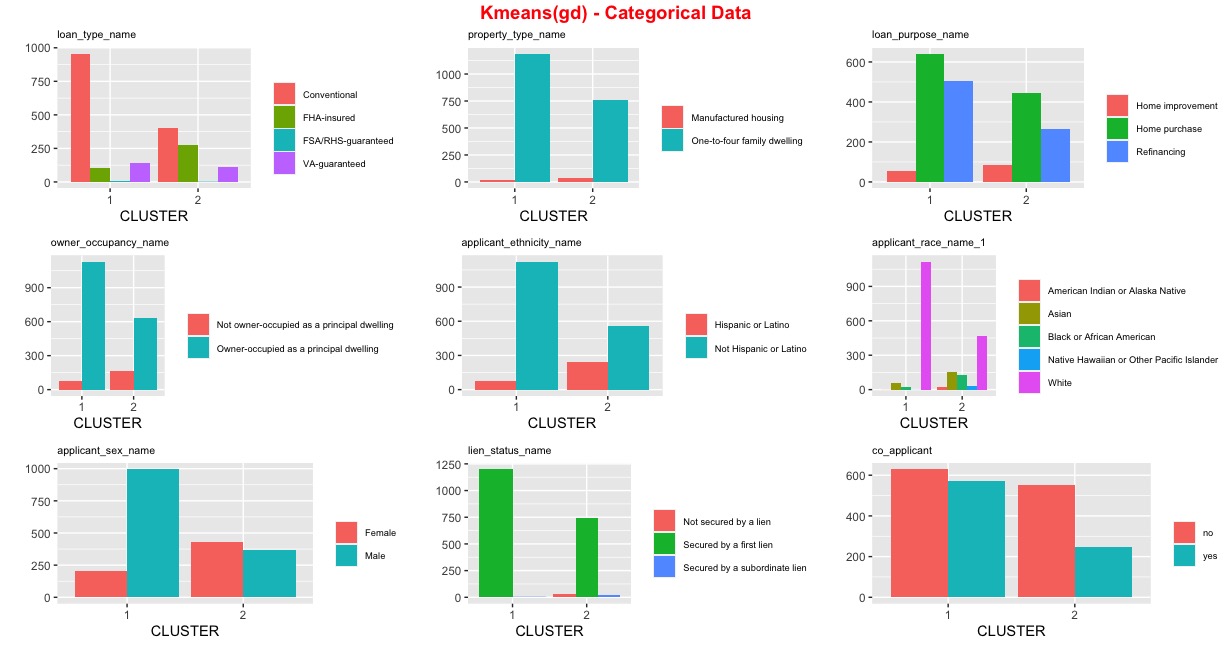 Kmeans(gd) - Categorical Data
loan_type_name
1000
750
500
250
0
1
2
CLUSTER
Conventional
FHA-insured
FSA/RHS-guaranteed
VA-guaranteed
property_type_name
1000
750
500
250
0
1
2
CLUSTER
Manufactured housing
One-to-four family dwelling
loan_purpose_name
600
400
200
0
1
2
CLUSTER
Home improvement
Home purchase
Refinancing
owner_occupancy_name
900
600
300
0
1
2
CLUSTER
Not owner-occupied as a principal dwelling
Owner-occupied as a principal dwelling
applicant_ethnicity_name
900
600
300
0
1
2
CLUSTER
Hispanic or Latino
Not Hispanic or Latino
applicant_race_name_1
900
600
300
0
1
2
CLUSTER
American Indian or Alaska Native
Asian
Black or African American
Native Hawaiian or Other Pacific Islander
White
applicant_sex_name
1000
750
500
250
0
1
2
CLUSTER
Female
Male
lien_status_name
1250
1000
750
500
250
0
1
2
CLUSTER
Not secured by a lien
Secured by a first lien
Secured by a subordinate lien
co_applicant
600
400
200
0
1
2
CLUSTER
no
yes